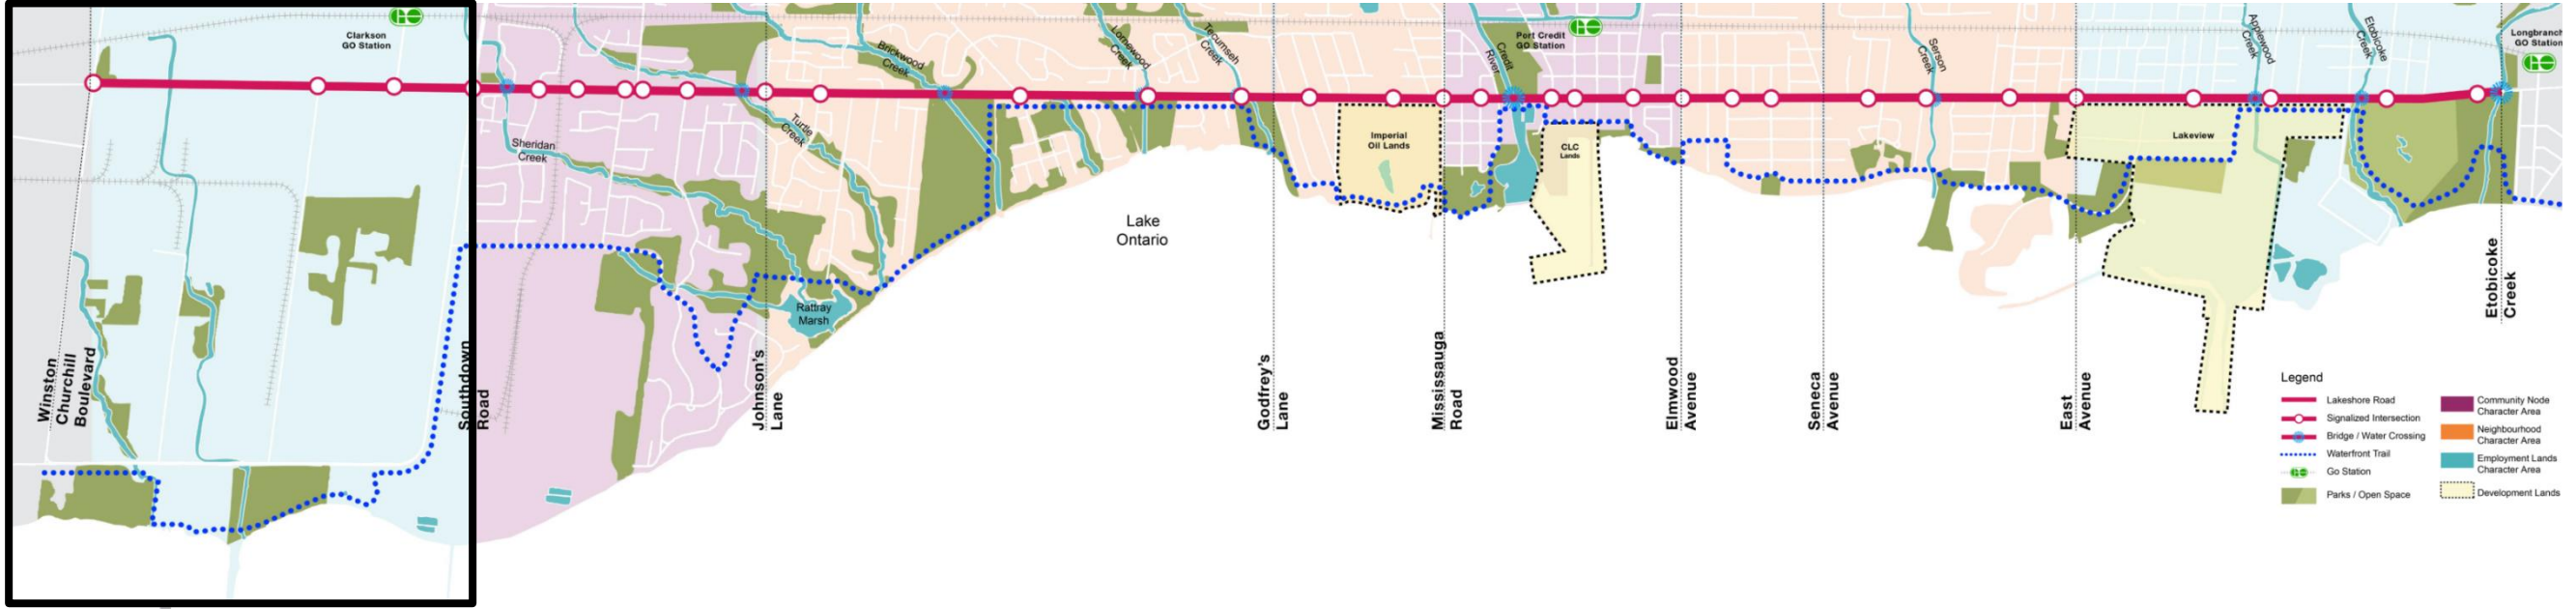 Clarkson
GO Station
Sheridan
Creek
Turtle
Creek
Brickwood
Creek
Lornewood
Creek
Tecumseh
Creek
Imperial
Oil Lands
Credit
River
Port Credit
GO Station
GO
CLC
Lands
Serson
Creek
Applewood
Creek
Etobicoke
Creek
Longbranch
GO Station
GO
Lakeview
Lake
Ontario
Rattray
Marsh
Winston
Churchill
Boulevard
Southdown
Road
Johnson's
Lane
Godfrey's
Lane
Mississauga
Road
Elmwood
Avenue
Seneca
Avenue
East
Avenue
Etobicoke
Creek
Legend
Lakeshore Road
Signalized Intersection
Bridge / Water Crossing
Waterfront Trail
Go Station
Parks / Open Space
Community Node
Character Area
Neighbourhood
Character Area
Employment Lands
Character Area
Development Lands